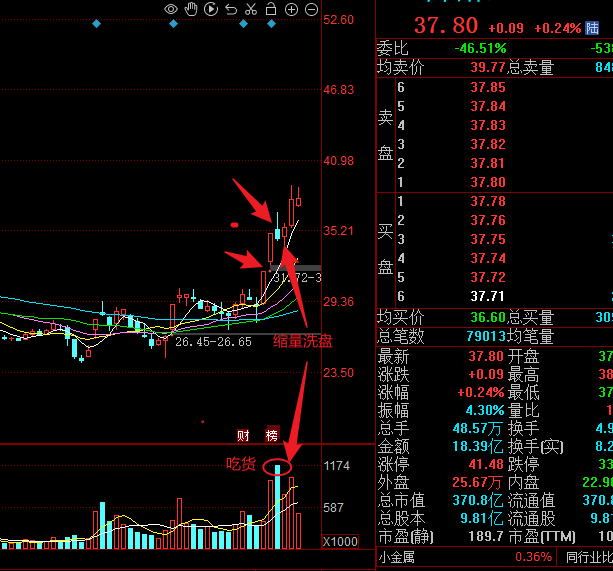 52.60
46.83
40.98
35.21
29.36
23.50
31.72-3
26.45-26.65
缩量洗盘
财
榜
吃货
1174
587
X1000
37.80 +0.09 +0.24% 陆
委比 -46.51% -53
均卖价 39.77 总卖量 848
卖盘
6 37.85
5 37.84
4 37.83
3 37.82
2 37.81
1 37.80
买盘
1 37.78
2 37.76
3 37.75
4 37.74
5 37.72
6 37.71
均买价 36.60 总买量 309
总笔数 79013 均笔量
最新 37.80 开盘 37
涨跌 +0.09 最高 38
涨幅 +0.24% 最低 37
振幅 4.30% 量比 1
总手 48.57万 换手 4.9
金额 18.39亿 换手(实) 8.2
涨停 41.48 跌停 33
外盘 25.67万 内盘 22.90
总市值 370.8亿 流通值 370.8
总股本 9.81亿 流通股 9.81
市盈(静) 189.7 市盈(TTM) 10
小金属 0.36% 同行业比